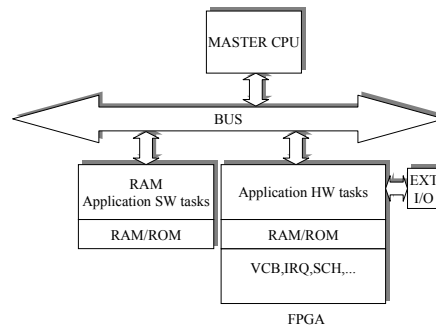 MASTER CPU
BUS
RAM
Application SW tasks
RAM/ROM
Application HW tasks
RAM/ROM
VCB,IRQ,SCH,...
EXT
I/O
FPGA